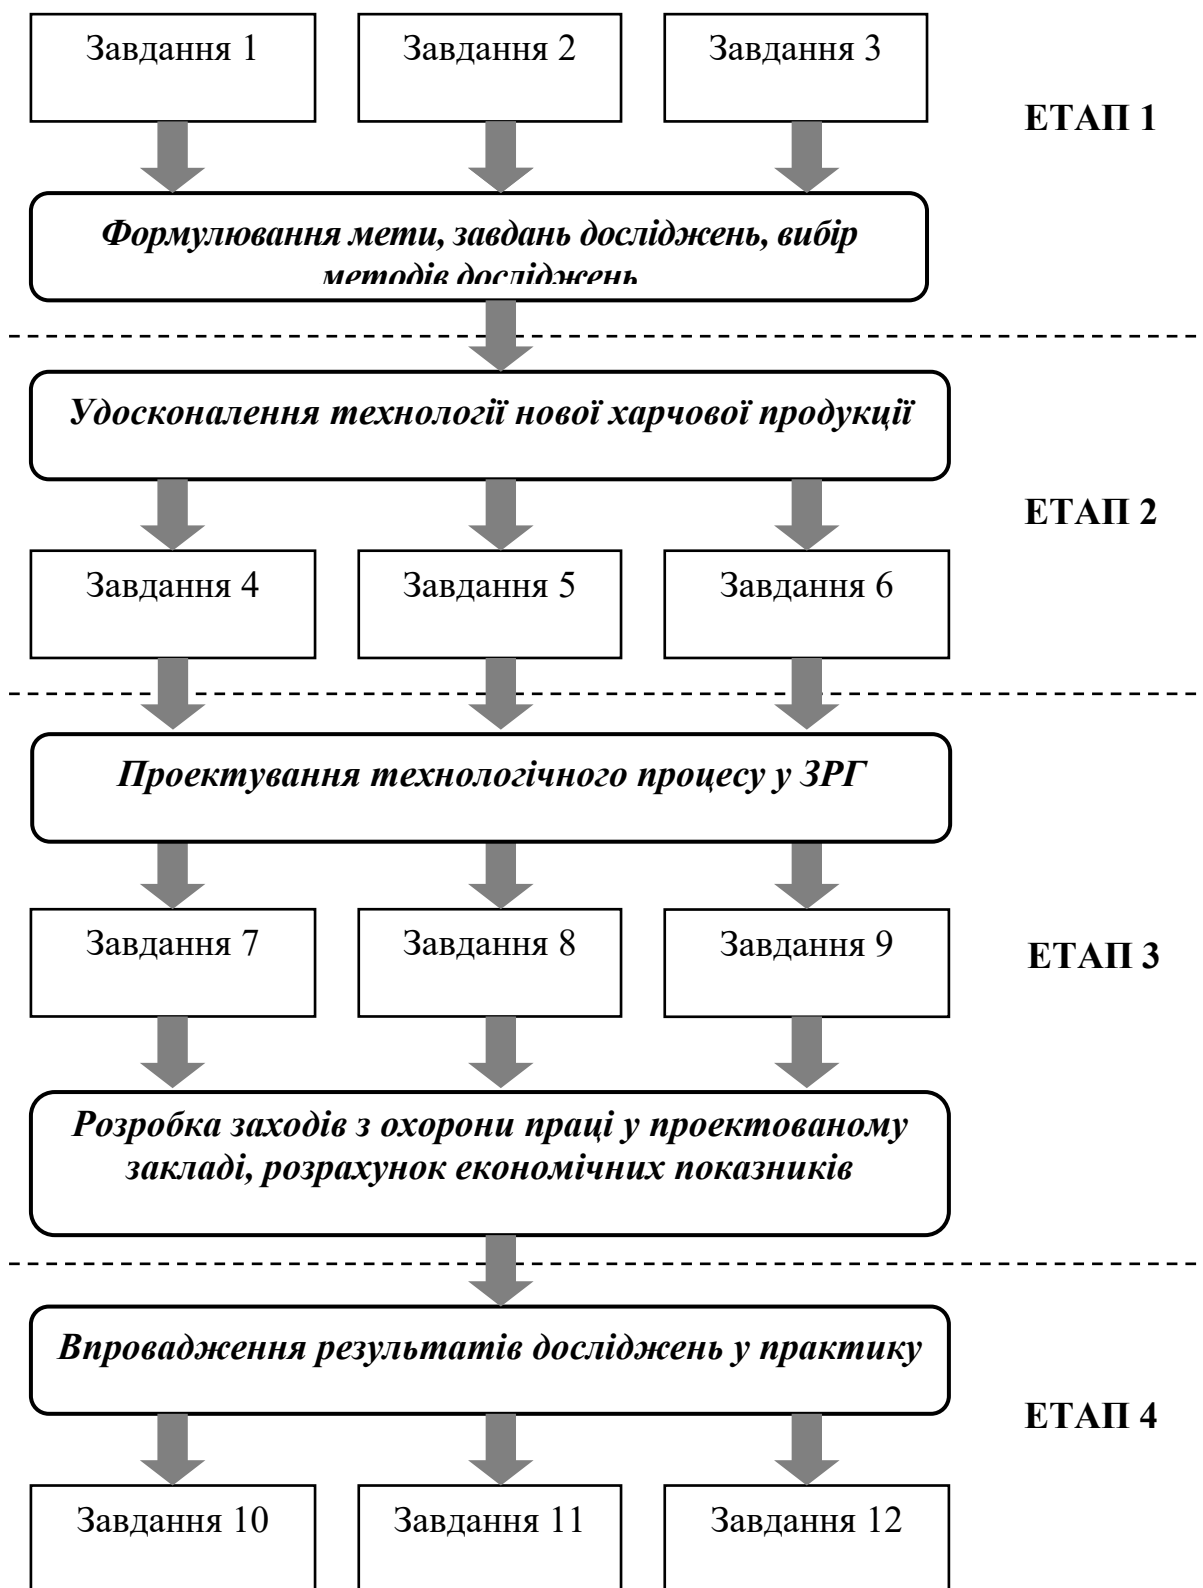 Завдання 1
Завдання 2
Завдання 3
ЕТАП 1
Формулювання мети, завдань досліджень, вибір
методів досліджень
Удосконалення технології нової харчової продукції
ЕТАП 2
Завдання 4
Завдання 5
Завдання 6
Проектування технологічного процесу у ЗРГ
Завдання 7
Завдання 8
Завдання 9
ЕТАП 3
Розробка заходів з охорони праці у проектованому
закладі, розрахунок економічних показників
Впровадження результатів досліджень у практику
ЕТАП 4
Завдання 10
Завдання 11
Завдання 12